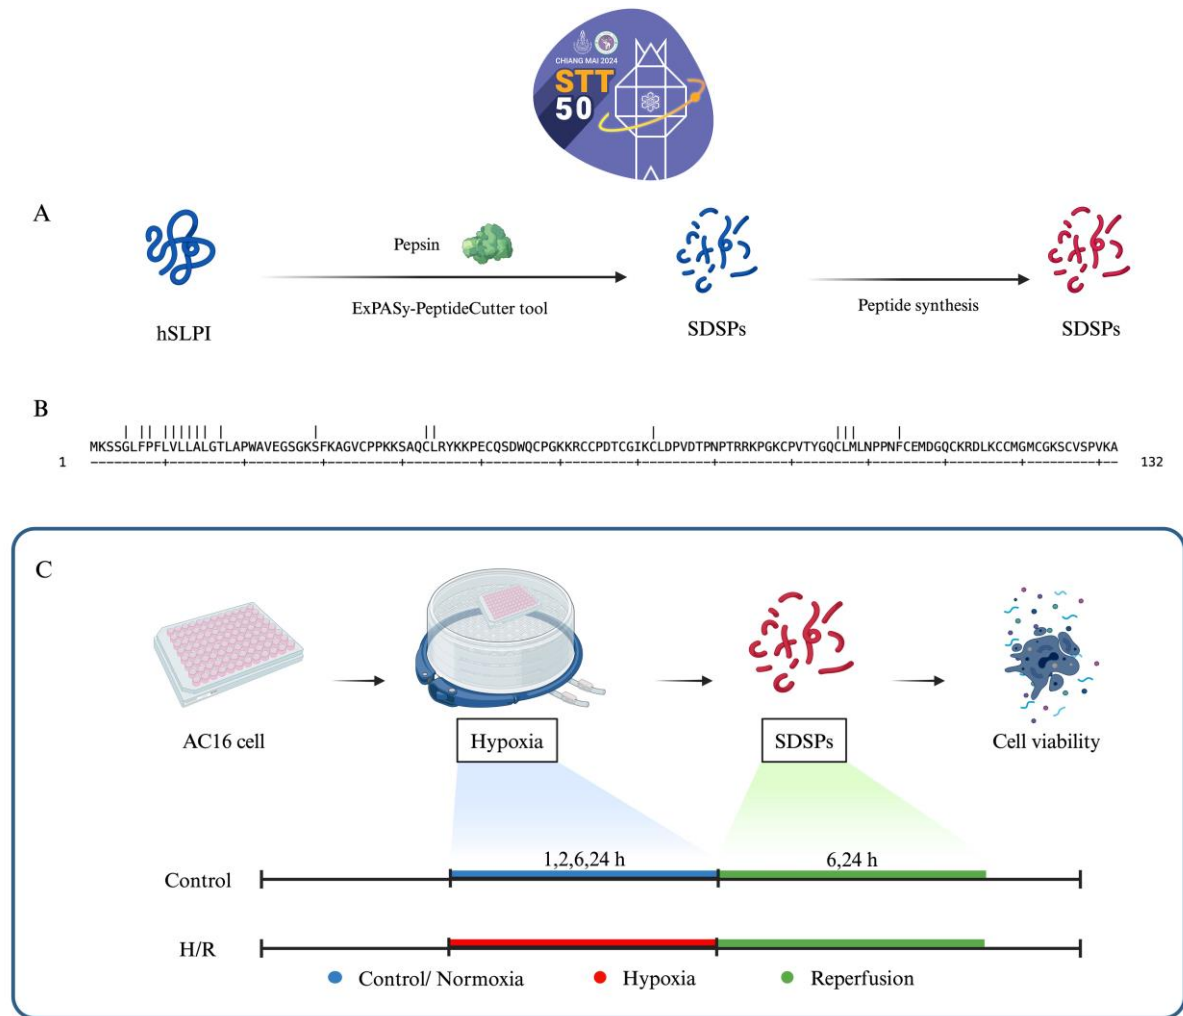 CHIANG MAI 2024
STT
50
A
Pepsin
ExPASy-PeptideCutter tool
Peptide synthesis
hSLPI
SDSPs
SDSPs
B
MKSSGLFPFLVLLALGTLAPWAVEGSGKSFKAGVCPPKKSAQCLRYKKPECQSDWQCPGKKRCCPDTCGIKCLDPVDTPNPTRRKPGKCPVTYGQCLMLNPPNFCEMDGQCKRDLKCCMGMCGKSCVSPVKA
1 132
C
AC16 cell
Hypoxia
SDSPs
Cell viability
1,2,6,24 h
6,24 h
Control
H/R
Control/ Normoxia
Hypoxia
Reperfusion